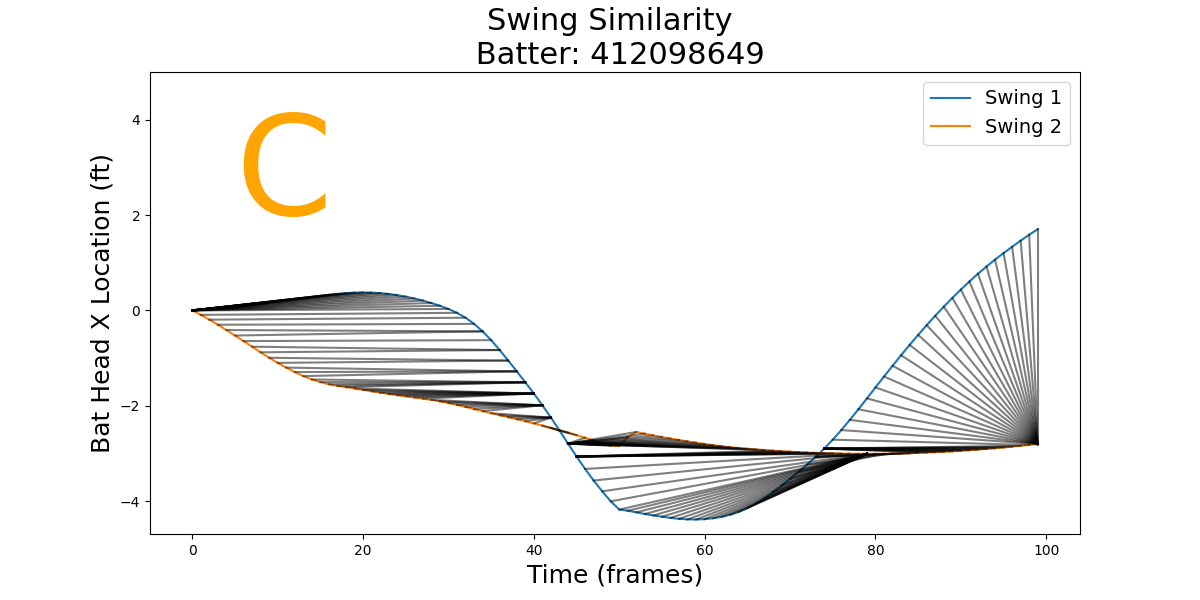 Swing Similarity
Batter: 412098649
C
Swing 1
Swing 2
Bat Head X Location (ft)
4
2
0
−2
−4
0 20 40 60 80 100
Time (frames)